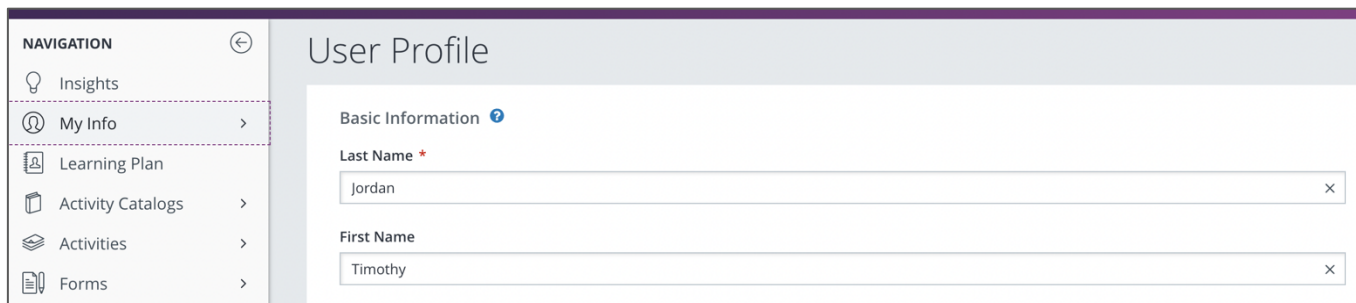 NAVIGATION
Insights
My Info
Learning Plan
Activity Catalogs
Activities
Forms
User Profile
Basic Information
Last Name *
Jordan
First Name
Timothy